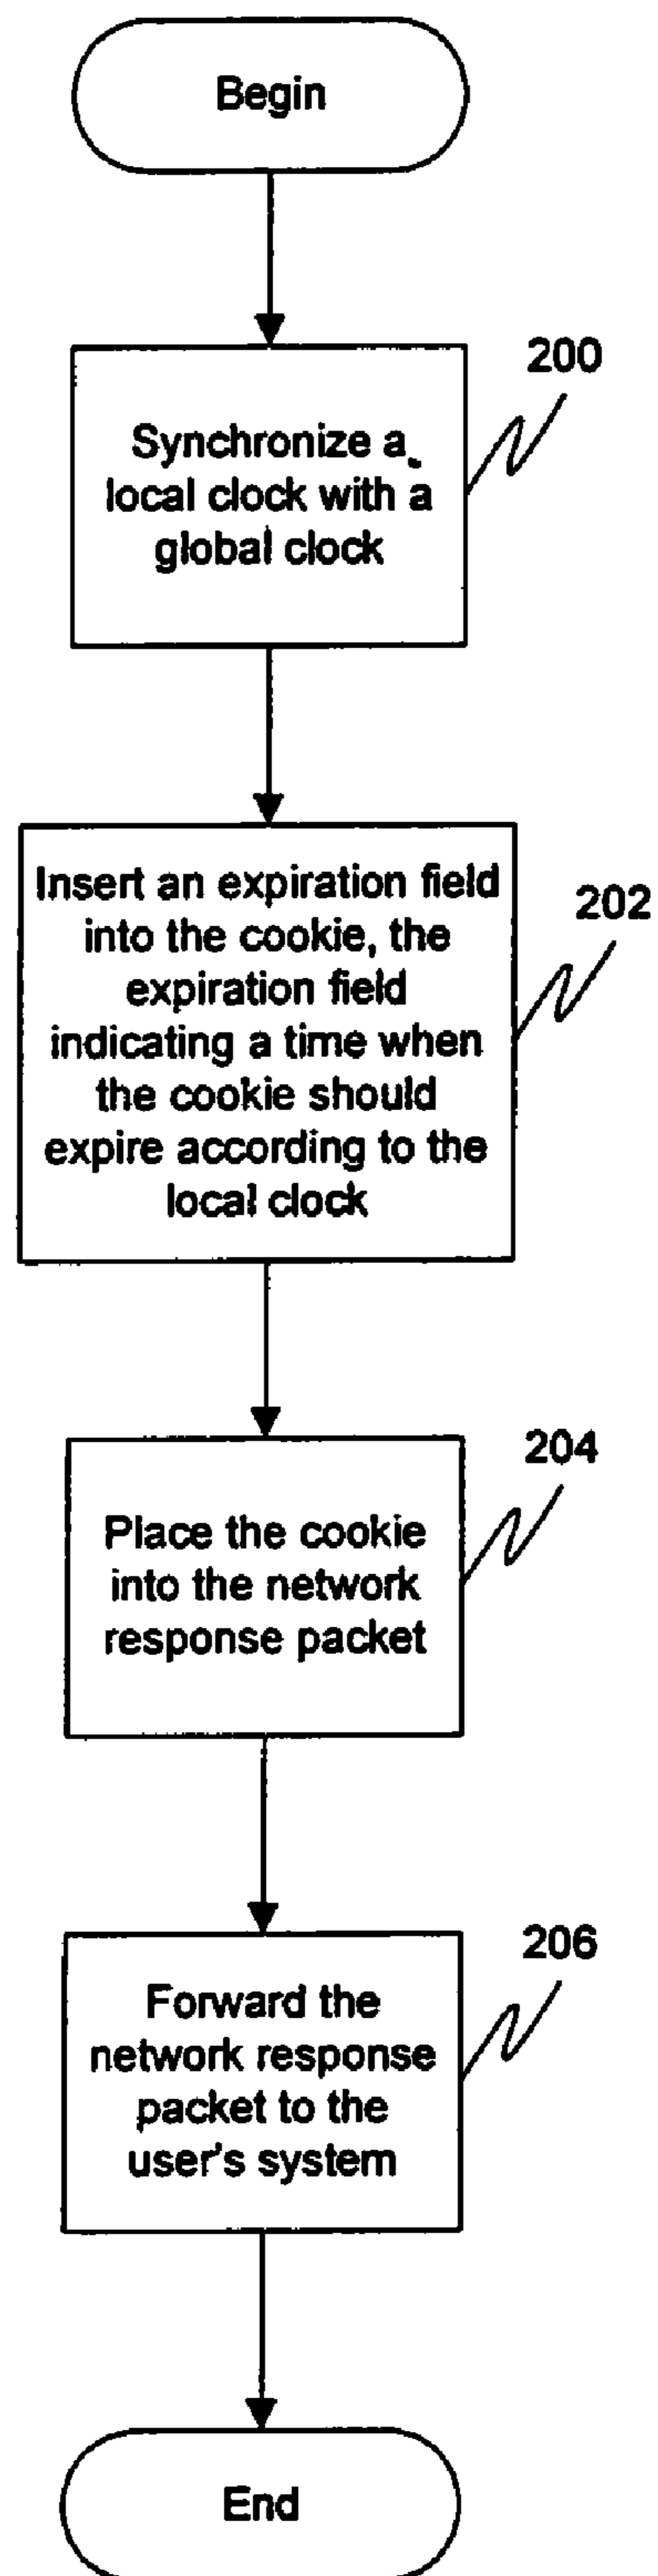 Begin
200
Synchronize a
local clock with a
global clock
202
Insert an expiration field
into the cookie, the
expiration field
indicating a time when
the cookie should
expire according to the
local clock
204
Place the cookie
into the network
response packet
206
Forward the
network response
packet to the
user's system
End